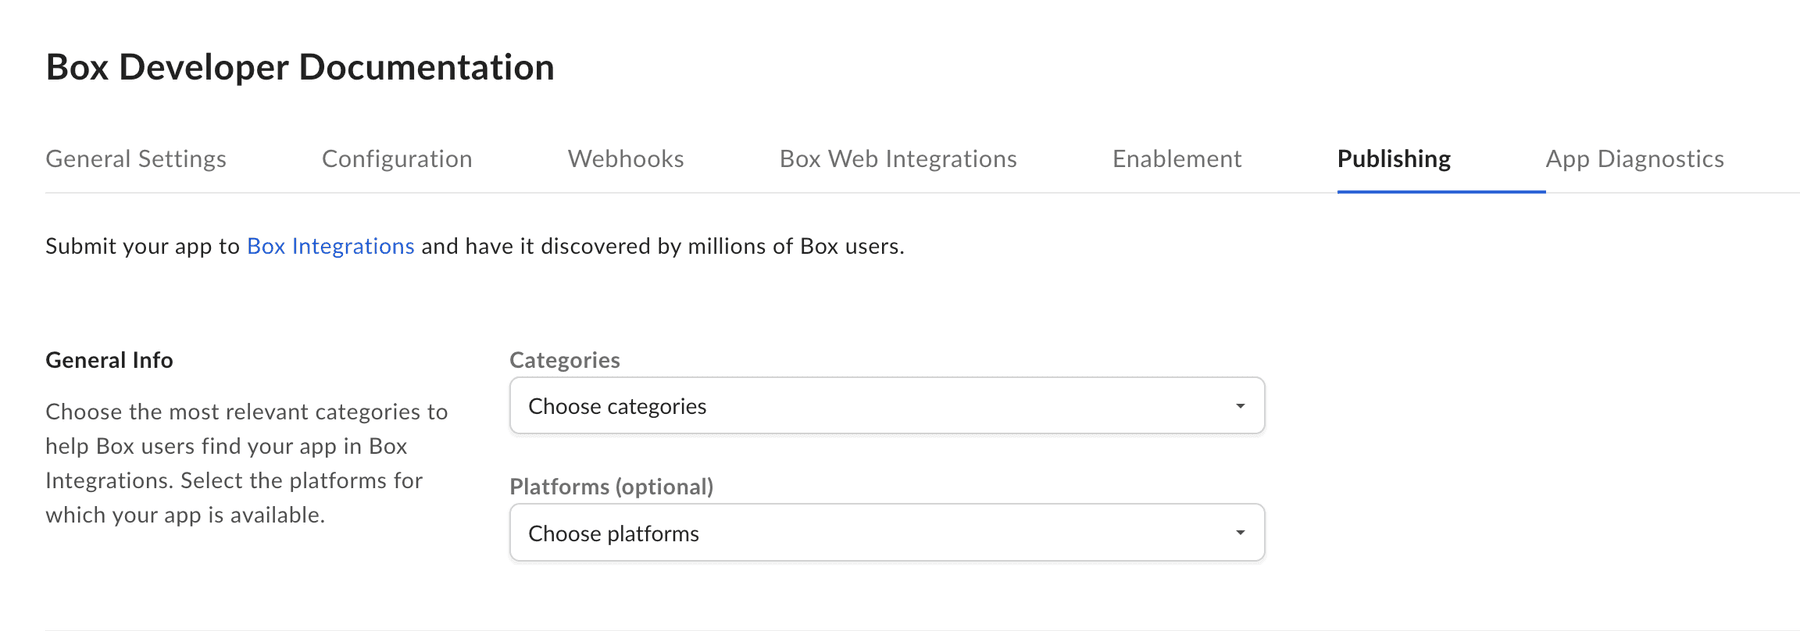 Box Developer Documentation
General Settings Configuration Webhooks Box Web Integrations Enablement Publishing App Diagnostics
Submit your app to Box Integrations and have it discovered by millions of Box users.
General Info
Choose the most relevant categories to
help Box users find your app in Box
Integrations. Select the platforms for
which your app is available.
Categories
Choose categories
Platforms (optional)
Choose platforms